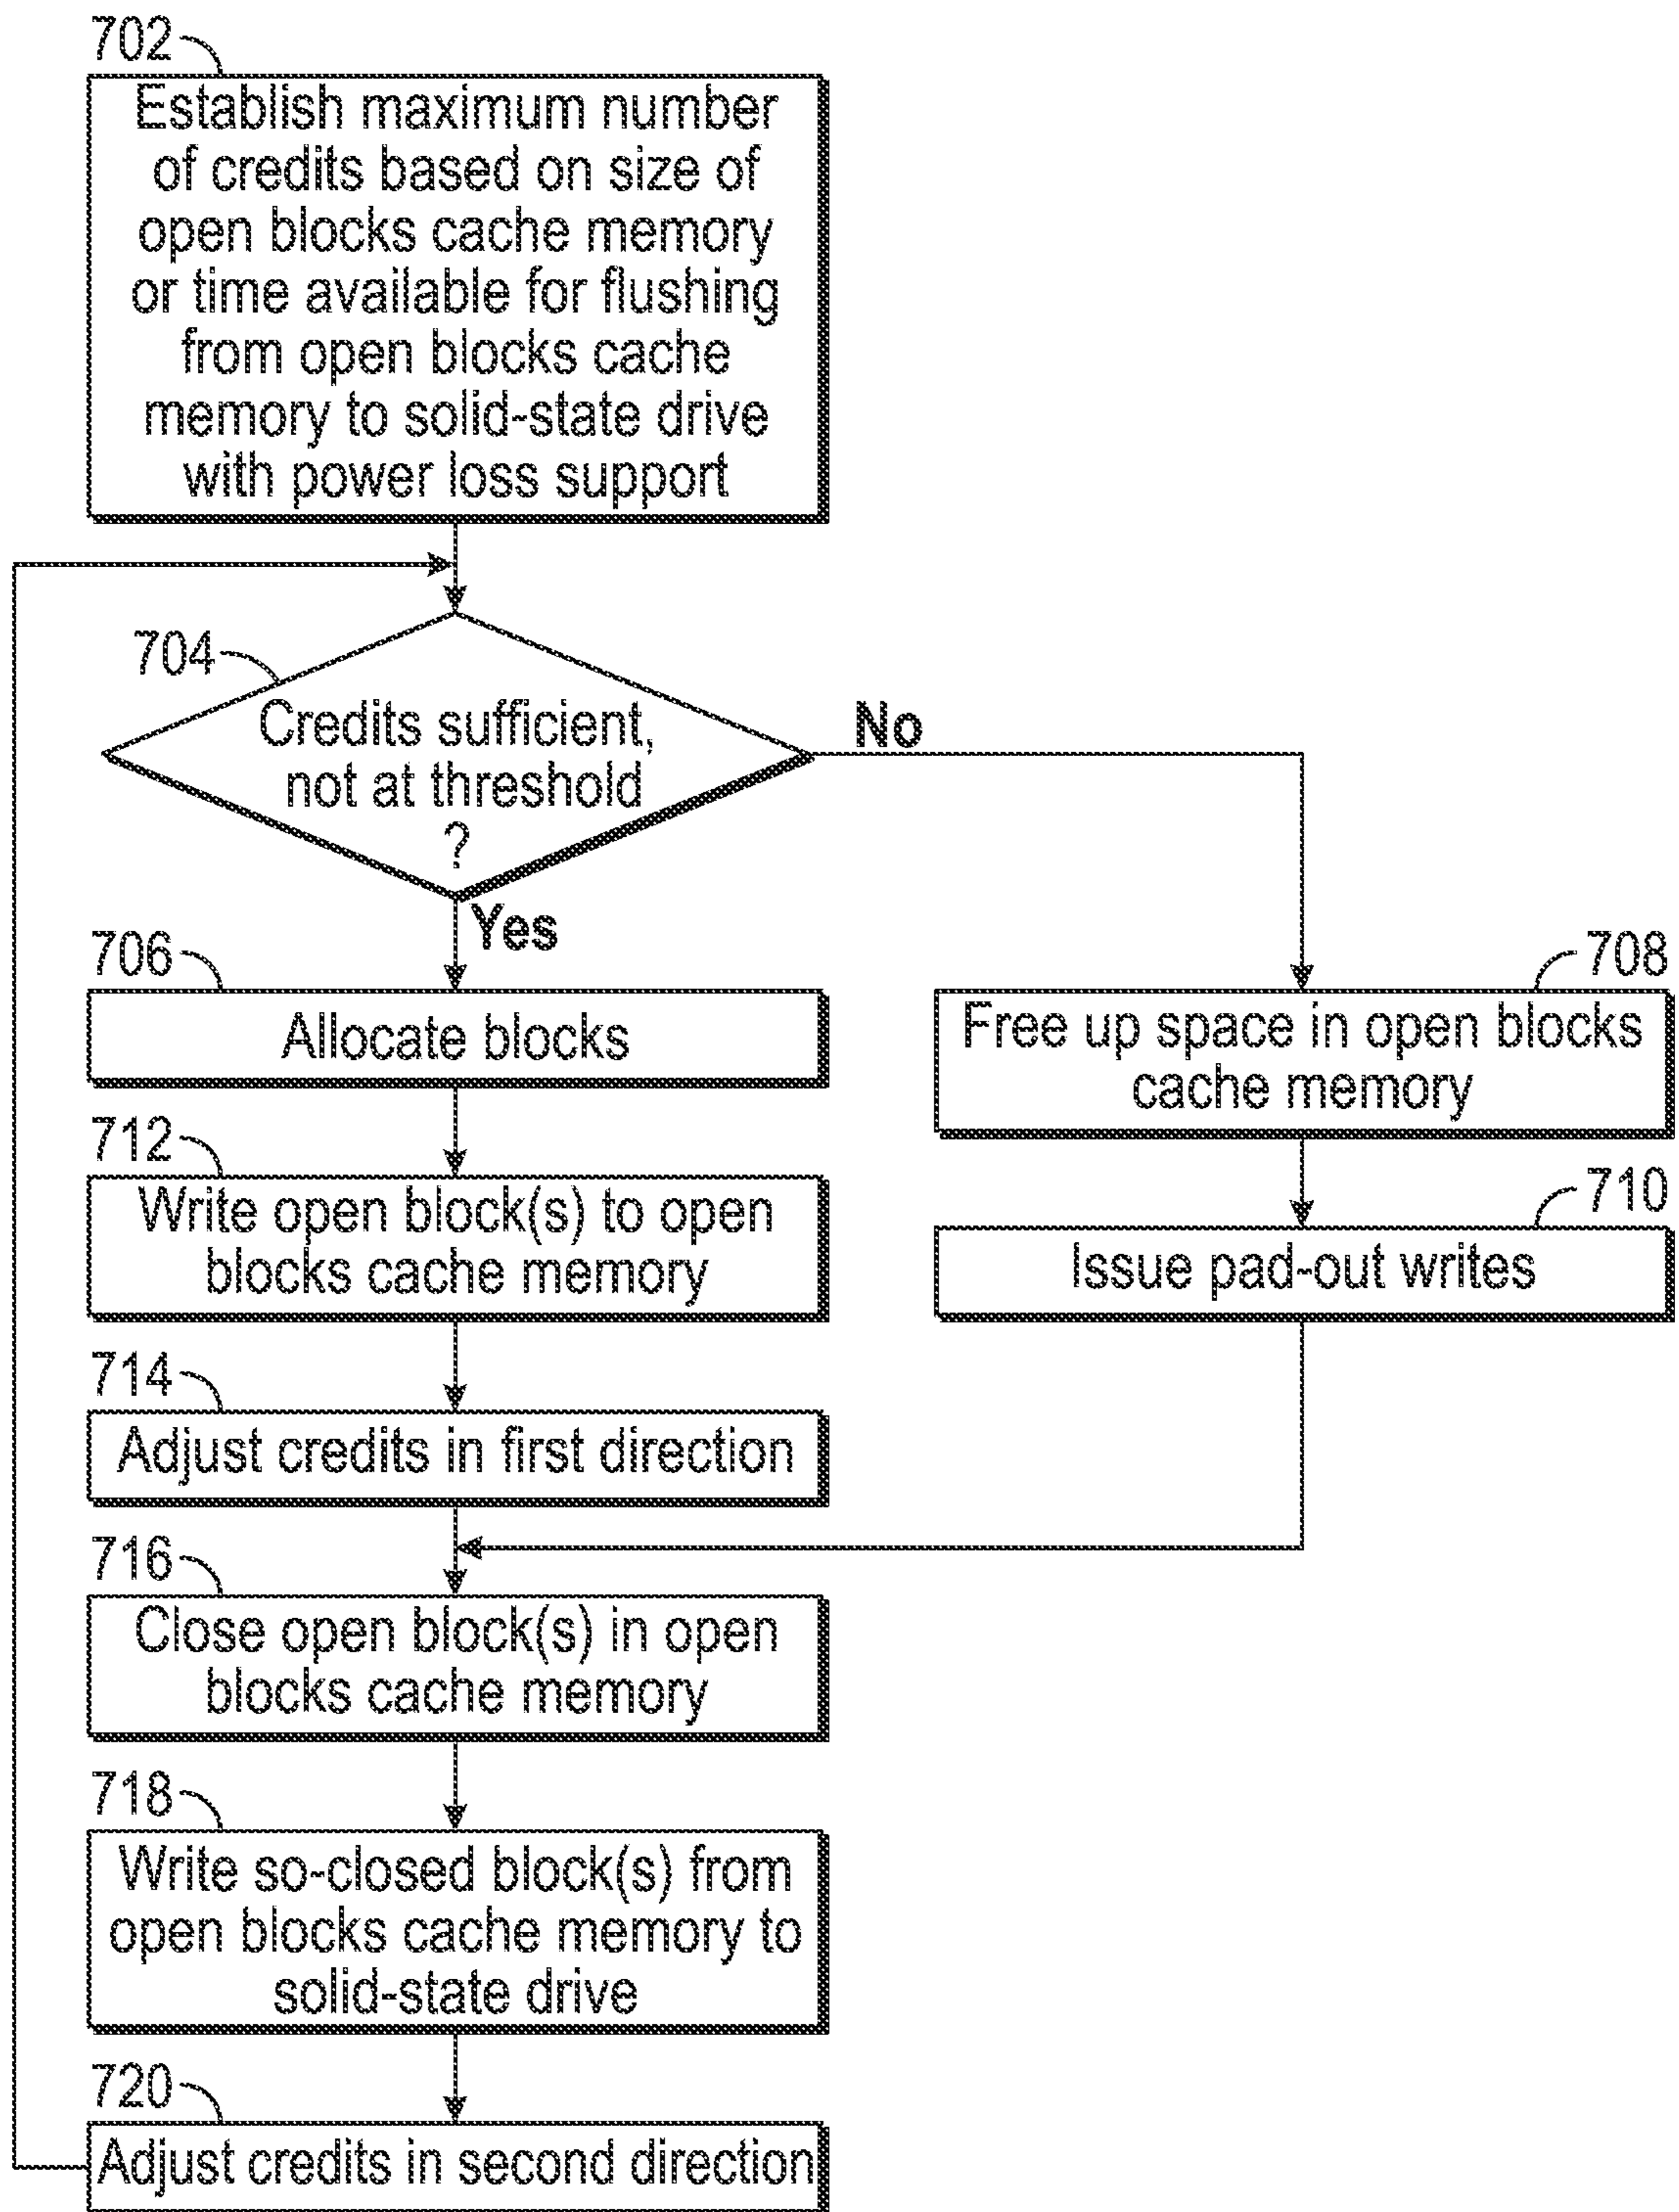 702
Establish maximum number
of credits based on size of
open blocks cache memory
or time available for flushing
from open blocks cache
memory to solid-state drive
with power loss support
704
Credits sufficient,
not at threshold
?
No
Yes
706
Allocate blocks
708
Free up space in open blocks
cache memory
712
Write open block(s) to open
blocks cache memory
710
Issue pad-out writes
714
Adjust credits in first direction
716
Close open block(s) in open
blocks cache memory
718
Write so-closed block(s) from
open blocks cache memory to
solid-state drive
720
Adjust credits in second direction